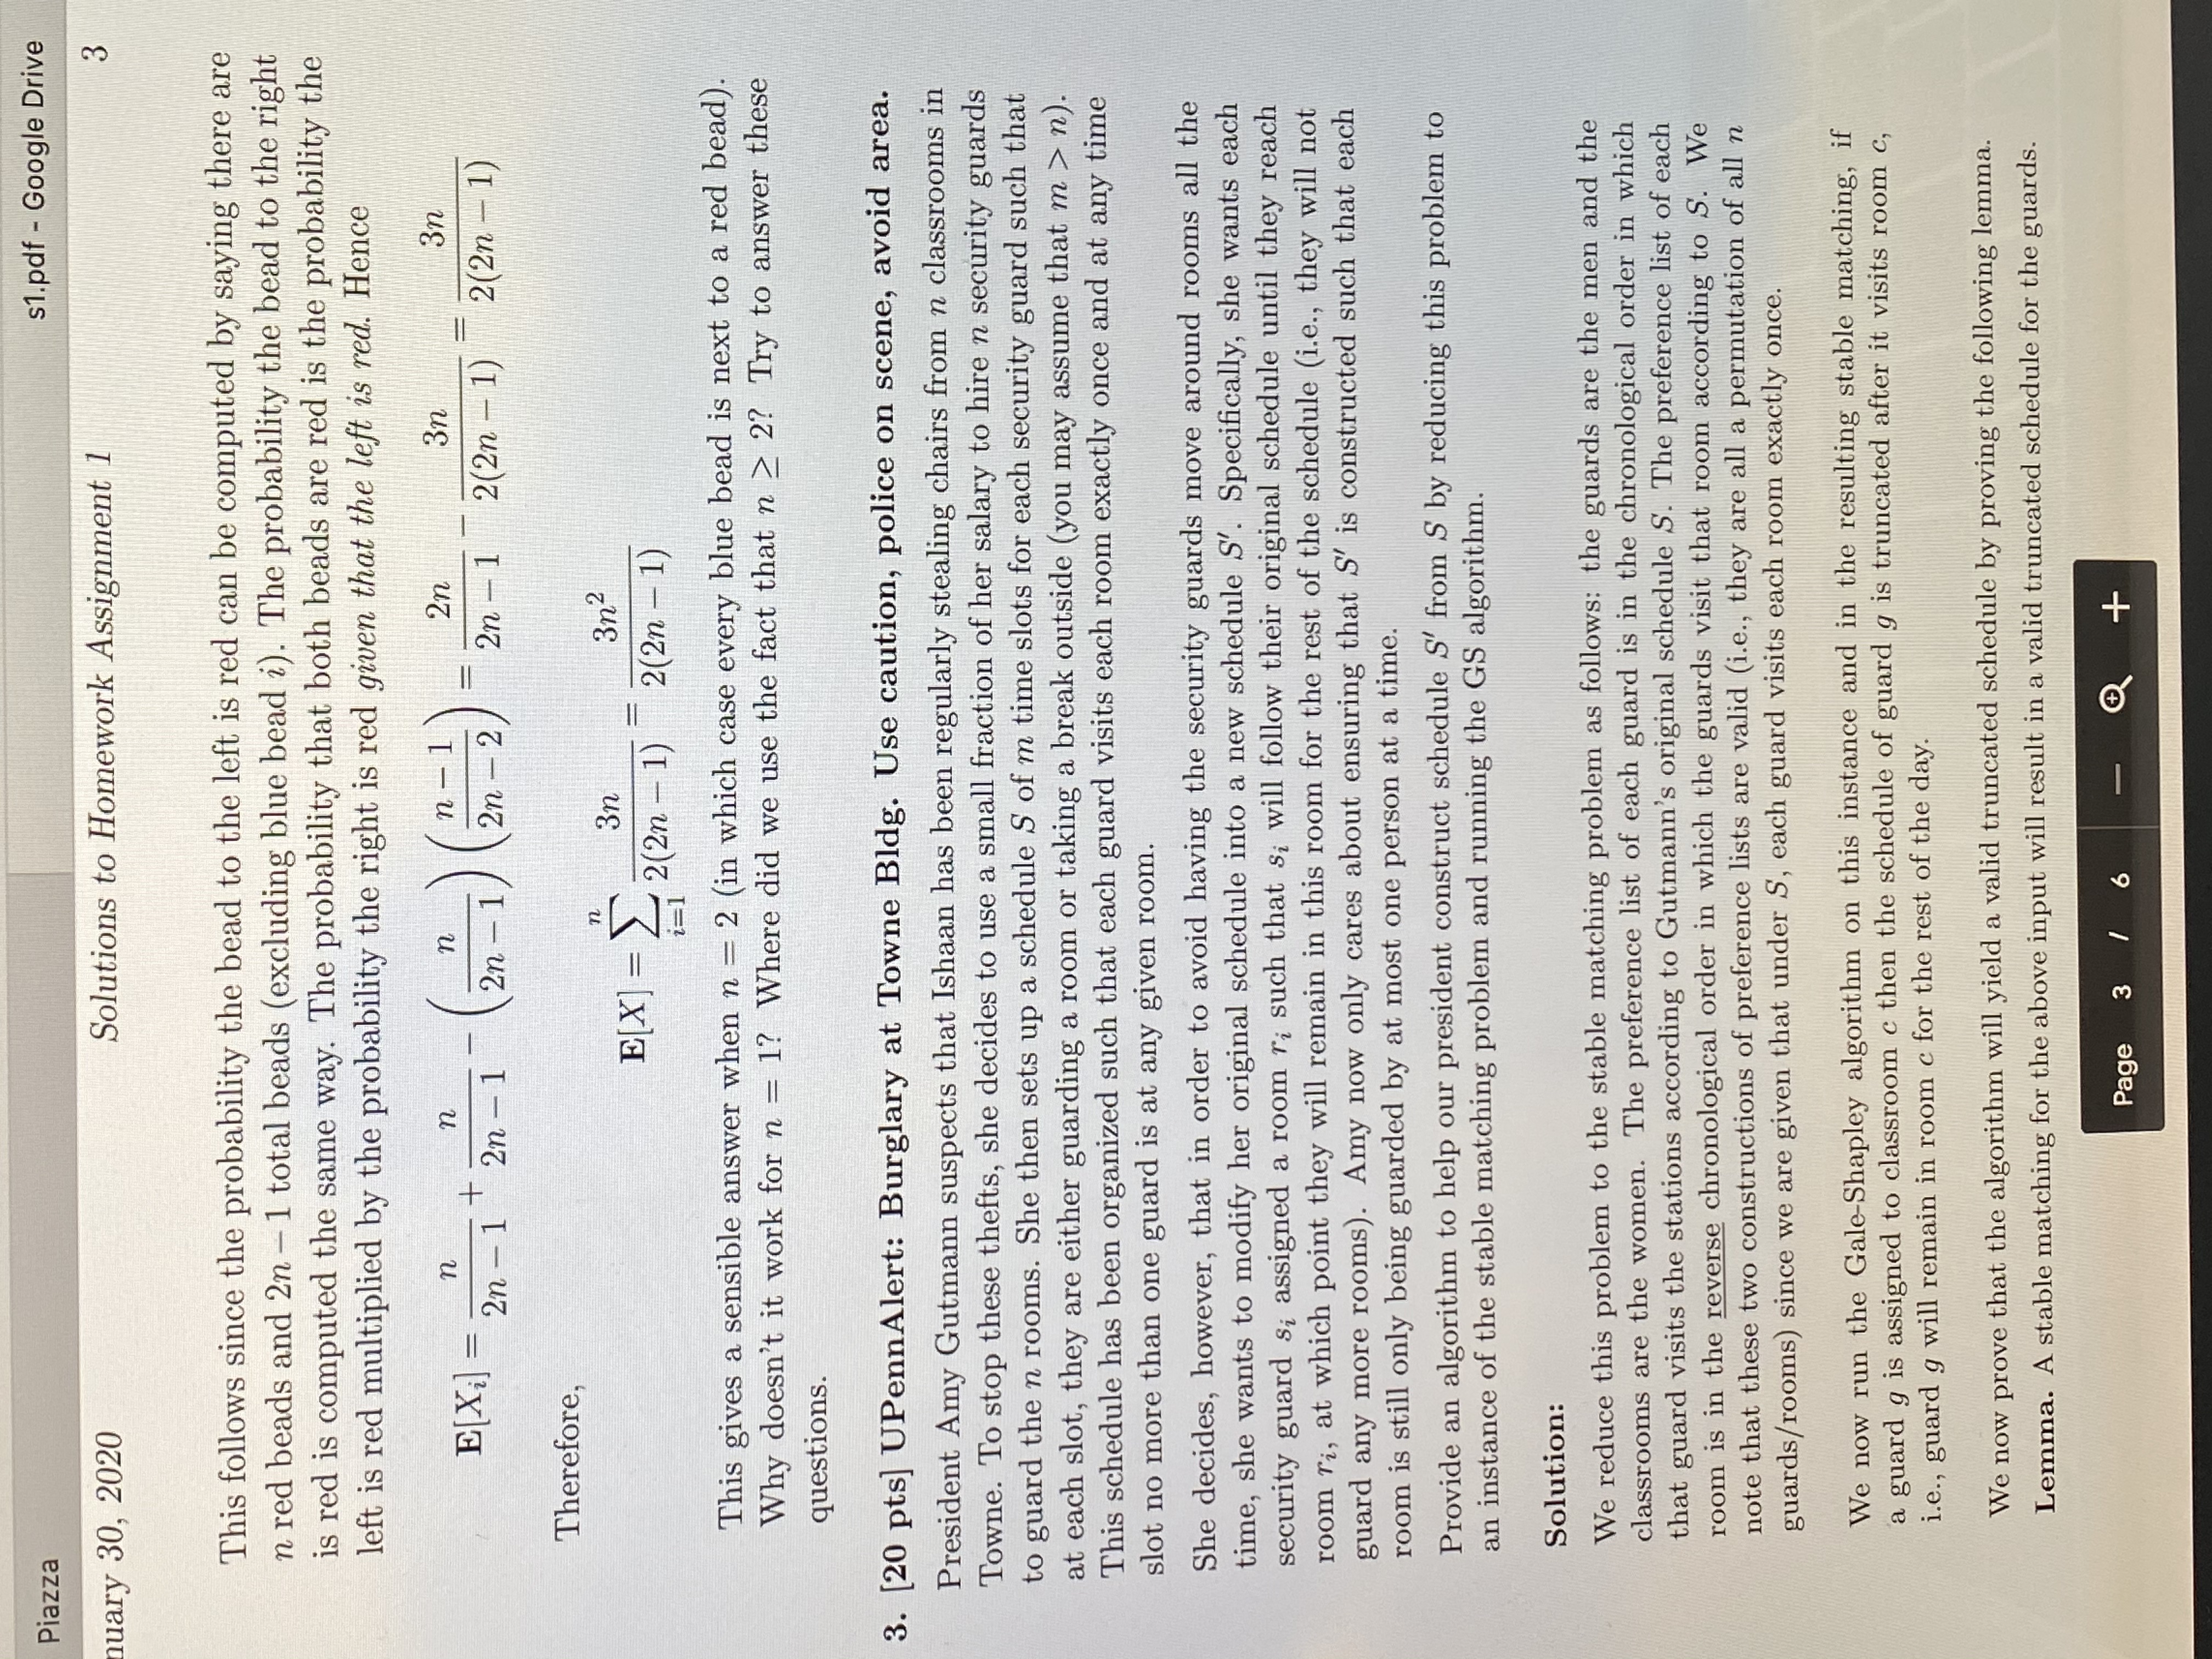 Piazza
s1.pdf - Google Drive
nuary 30, 2020 Solutions to Homework Assignment 1 3
This follows since the probability the bead to the left is red can be computed by saying there are
n red beads and 2n − 1 total beads (excluding blue bead i). The probability the bead to the right
is red is computed the same way. The probability that both beads are red is the probability the
left is red multiplied by the probability the right is red given that the left is red. Hence
E[X_i] = n/(2n − 1) + n/(2n − 1) − (n/(2n − 1)) ((n − 1)/(2n − 2)) = 2n/(2n − 1) − 3n/(2(2n − 1)) = 3n/(2(2n − 1))
Therefore,
E[X] = ∑_{i=1}^{n} 3n/(2(2n − 1)) = 3n²/(2(2n − 1))
This gives a sensible answer when n = 2 (in which case every blue bead is next to a red bead).
Why doesn't it work for n = 1? Where did we use the fact that n ≥ 2? Try to answer these
questions.
3. [20 pts] UPennAlert: Burglary at Towne Bldg. Use caution, police on scene, avoid area.
President Amy Gutmann suspects that Ishaan has been regularly stealing chairs from n classrooms in
Towne. To stop these thefts, she decides to use a small fraction of her salary to hire n security guards
to guard the n rooms. She then sets up a schedule S of m time slots for each security guard such that
at each slot, they are either guarding a room or taking a break outside (you may assume that m > n).
This schedule has been organized such that each guard visits each room exactly once and at any time
slot no more than one guard is at any given room.
She decides, however, that in order to avoid having the security guards move around rooms all the
time, she wants to modify her original schedule into a new schedule S′. Specifically, she wants each
security guard s_i assigned a room r_i such that s_i will follow their original schedule until they reach
room r_i, at which point they will remain in this room for the rest of the schedule (i.e., they will not
guard any more rooms). Amy now only cares about ensuring that S′ is constructed such that each
room is still only being guarded by at most one person at a time.
Provide an algorithm to help our president construct schedule S′ from S by reducing this problem to
an instance of the stable matching problem and running the GS algorithm.
Solution:
We reduce this problem to the stable matching problem as follows: the guards are the men and the
classrooms are the women. The preference list of each guard is in the chronological order in which
that guard visits the stations according to Gutmann's original schedule S. The preference list of each
room is in the reverse chronological order in which the guards visit that room according to S. We
note that these two constructions of preference lists are valid (i.e., they are all a permutation of all n
guards/rooms) since we are given that under S, each guard visits each room exactly once.
We now run the Gale-Shapley algorithm on this instance and in the resulting stable matching, if
a guard g is assigned to classroom c then the schedule of guard g is truncated after it visits room c,
i.e., guard g will remain in room c for the rest of the day.
We now prove that the algorithm will yield a valid truncated schedule by proving the following lemma.
Lemma. A stable matching for the above input will result in a valid truncated schedule for the guards.
Page 3 / 6 — +